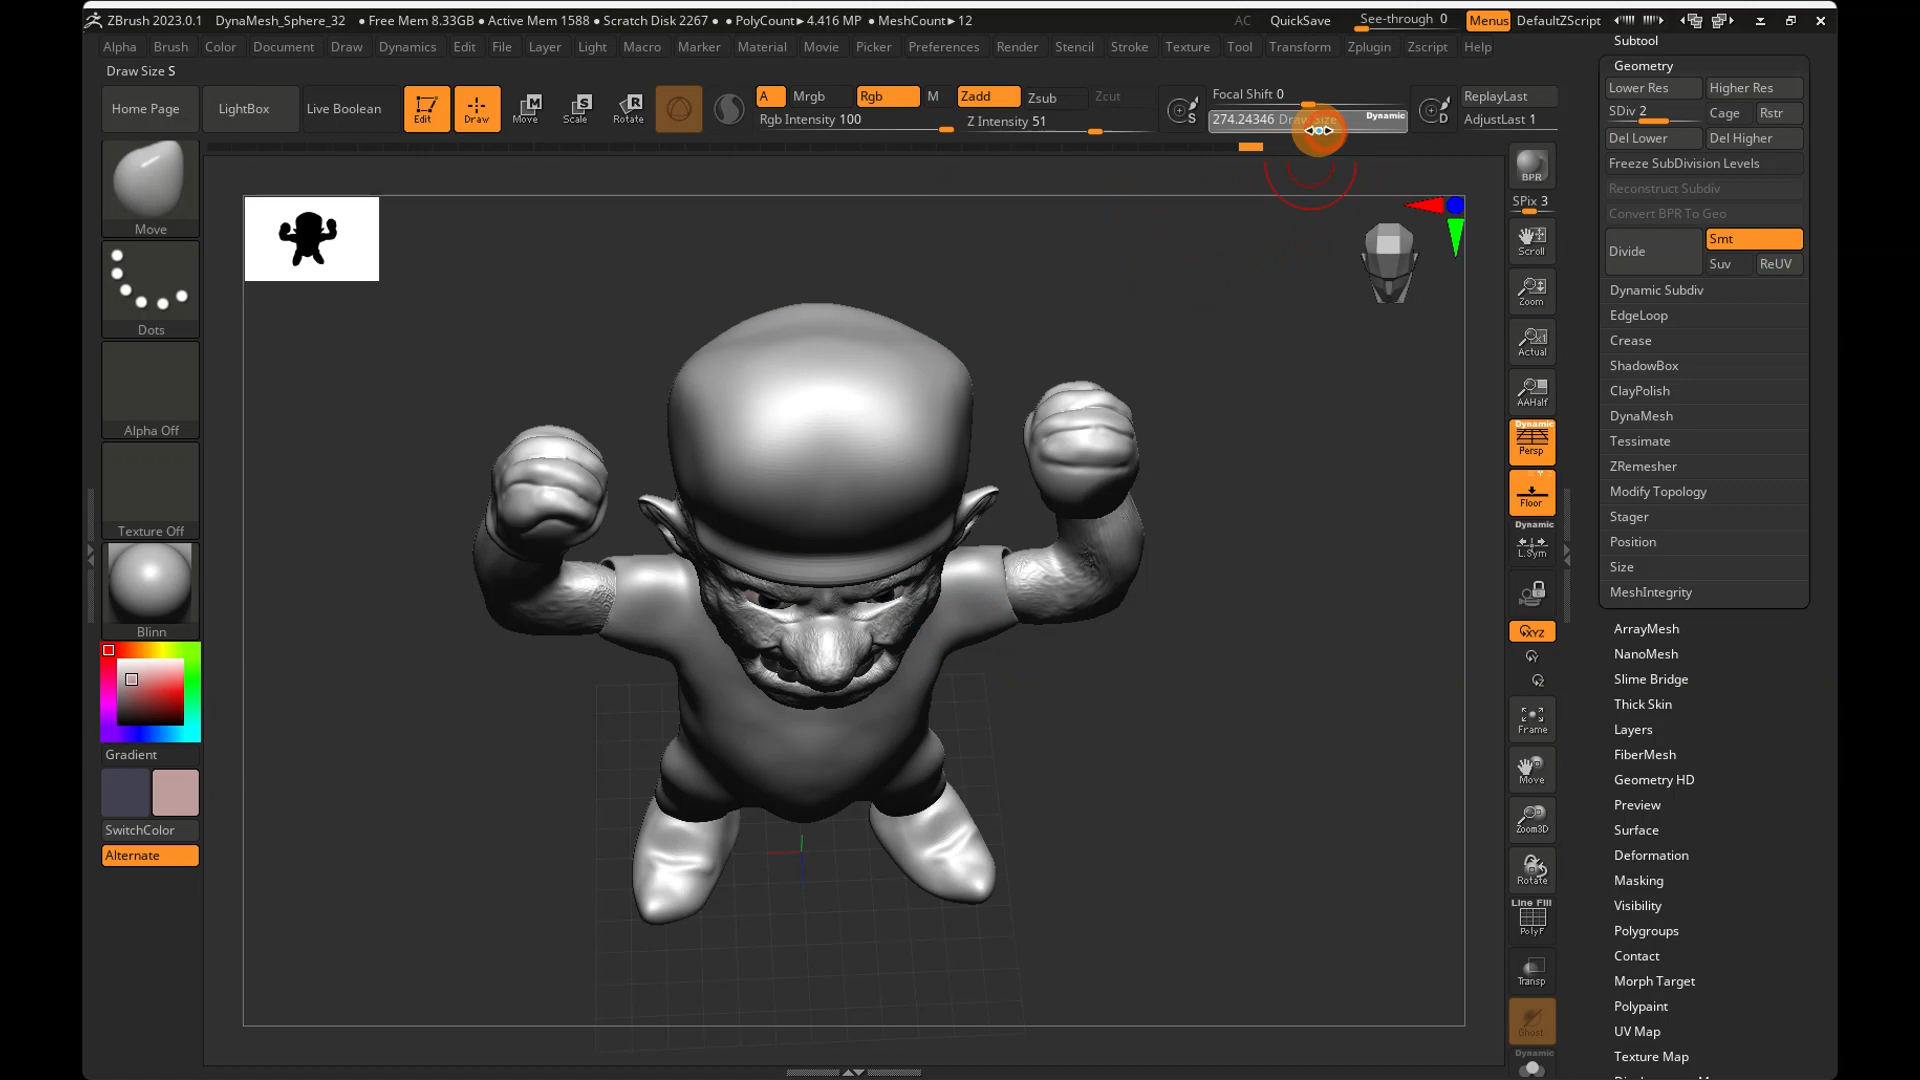 ZBrush 2023.0.1 DynaMesh_Sphere_32 ● Free Mem 8.33GB ● Active Mem 1588 ● Scratch Disk 2267 ● PolyCount► 4.416 MP ● MeshCount►12 AC QuickSave See-through 0 Menus DefaultZScript
Alpha Brush Color Document Draw Dynamics Edit File Layer Light Macro Marker Material Movie Picker Preferences Render Stencil Stroke Texture Tool Transform Zplugin Zscript Help
Draw Size S
Home Page LightBox Live Boolean Edit Draw Move Scale Rotate
M S R
A Mrgb Rgb M Zadd Zsub Zcut
Rgb Intensity 100 Z Intensity 51
S Focal Shift 0
274.24346 Draw Size Dynamic
D ReplayLast
AdjustLast 1
Move
Dots
Alpha Off
Texture Off
Blinn
Gradient
SwitchColor
Alternate
BPR
SPix 3
Scroll
Zoom
Actual
AAHalf
Dynamic
Persp
Floor
Dynamic
L.Sym
XYZ
Y
Z
Frame
Move
Zoom3D
Rotate
Line Fill
PolyF
Transp
Ghost
Dynamic
Subtool
Geometry
Lower Res Higher Res
SDiv 2 Cage Rstr
Del Lower Del Higher
Freeze SubDivision Levels
Reconstruct Subdiv
Convert BPR To Geo
Divide Smt
Suv ReUV
Dynamic Subdiv
EdgeLoop
Crease
ShadowBox
ClayPolish
DynaMesh
Tessimate
ZRemesher
Modify Topology
Stager
Position
Size
MeshIntegrity
ArrayMesh
NanoMesh
Slime Bridge
Thick Skin
Layers
FiberMesh
Geometry HD
Preview
Surface
Deformation
Masking
Visibility
Polygroups
Contact
Morph Target
Polypaint
UV Map
Texture Map